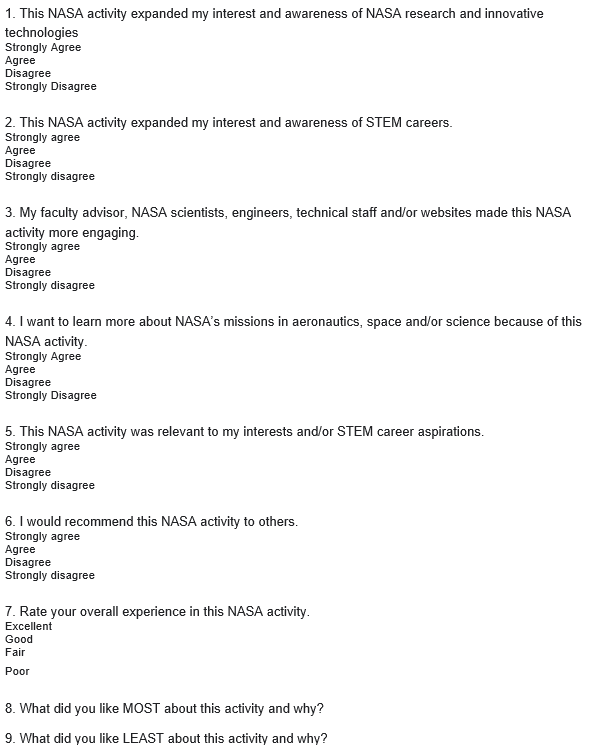 1. This NASA activity expanded my interest and awareness of NASA research and innovative
technologies
Strongly Agree
Agree
Disagree
Strongly Disagree
2. This NASA activity expanded my interest and awareness of STEM careers.
Strongly agree
Agree
Disagree
Strongly disagree
3. My faculty advisor, NASA scientists, engineers, technical staff and/or websites made this NASA
activity more engaging.
Strongly agree
Agree
Disagree
Strongly disagree
4. I want to learn more about NASA's missions in aeronautics, space and/or science because of this
NASA activity.
Strongly Agree
Agree
Disagree
Strongly Disagree
5. This NASA activity was relevant to my interests and/or STEM career aspirations.
Strongly agree
Agree
Disagree
Strongly disagree
6. I would recommend this NASA activity to others.
Strongly agree
Agree
Disagree
Strongly disagree
7. Rate your overall experience in this NASA activity.
Excellent
Good
Fair
Poor
8. What did you like MOST about this activity and why?
9. What did you like LEAST about this activity and why?